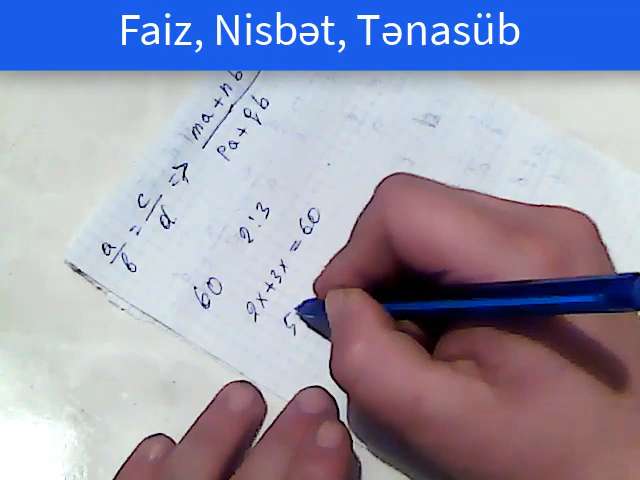 Faiz, Nisbət, Tənasüb
a/b = c/d => ma+nb/pa+qb
60 2:3
2x+3x=60
5